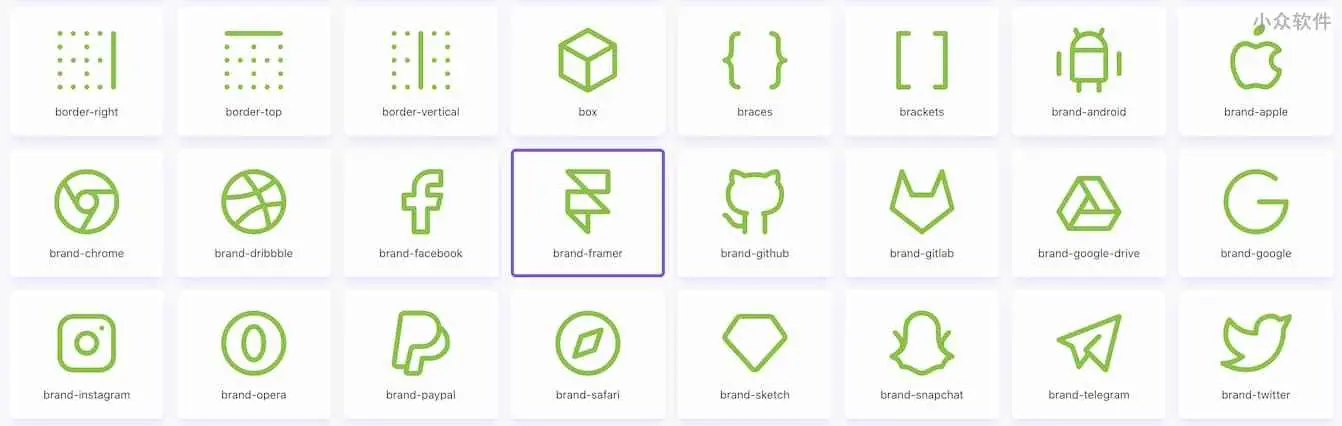 小众软件
border-right
border-top
border-vertical
box
braces
brackets
brand-android
brand-apple
brand-chrome
brand-dribbble
brand-facebook
brand-framer
brand-github
brand-gitlab
brand-google-drive
brand-google
brand-instagram
brand-opera
brand-paypal
brand-safari
brand-sketch
brand-snapchat
brand-telegram
brand-twitter